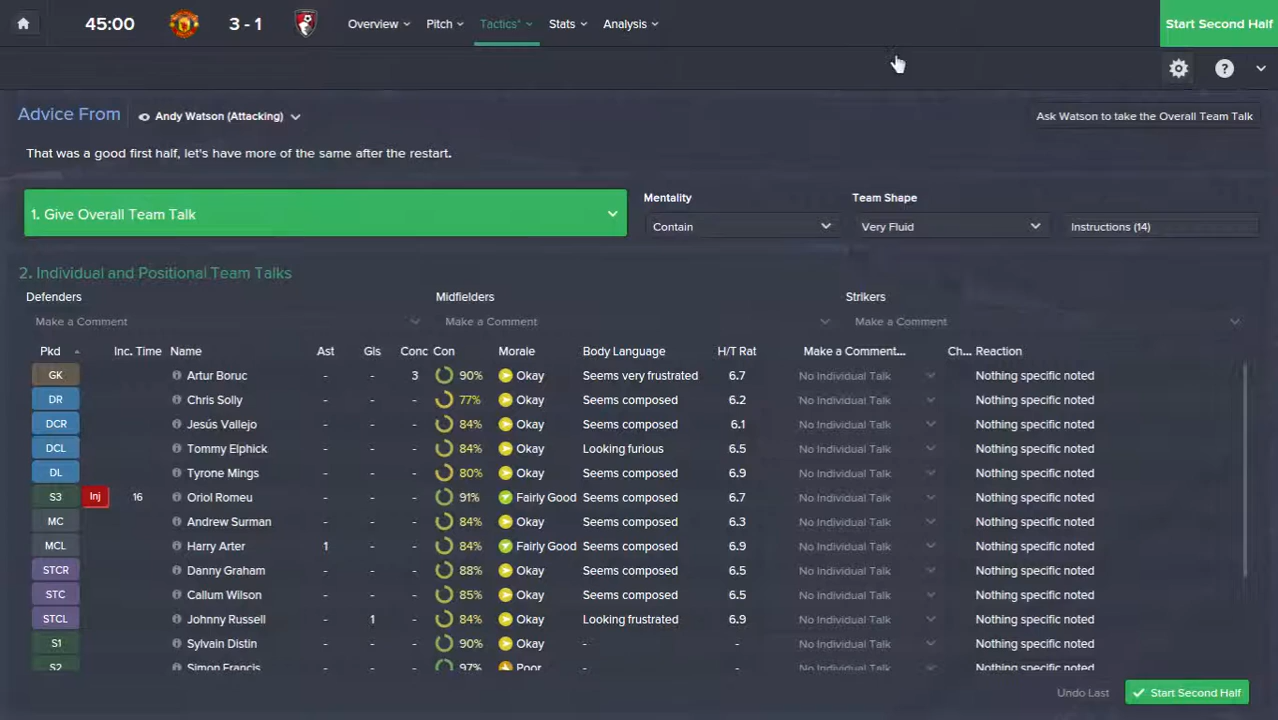 45:00 3 - 1 Overview Pitch Tactics* Stats Analysis Start Second Half
?
Advice From Andy Watson (Attacking) Ask Watson to take the Overall Team Talk
That was a good first half, let's have more of the same after the restart.
Mentality Team Shape
1. Give Overall Team Talk Contain Very Fluid Instructions (14)
2. Individual and Positional Team Talks
Defenders Midfielders Strikers
Make a Comment Make a Comment Make a Comment
Pkd Inc. Time Name Ast Gls Conc Con Morale Body Language H/T Rat Make a Comment... Ch... Reaction
GK Artur Boruc - - 3 90% Okay Seems very frustrated 6.7 No Individual Talk Nothing specific noted
DR Chris Solly - - - 77% Okay Seems composed 6.2 No Individual Talk Nothing specific noted
DCR Jesús Vallejo - - - 84% Okay Seems composed 6.1 No Individual Talk Nothing specific noted
DCL Tommy Elphick - - - 84% Okay Looking furious 6.5 No Individual Talk Nothing specific noted
DL Tyrone Mings - - - 80% Okay Seems composed 6.9 No Individual Talk Nothing specific noted
S3 Inj 16 Oriol Romeu - - - 91% Fairly Good Seems composed 6.7 No Individual Talk Nothing specific noted
MC Andrew Surman - - - 84% Okay Seems composed 6.3 No Individual Talk Nothing specific noted
MCL Harry Arter 1 - - 84% Fairly Good Seems composed 6.9 No Individual Talk Nothing specific noted
STCR Danny Graham - - - 88% Okay Seems composed 6.5 No Individual Talk Nothing specific noted
STC Callum Wilson - - - 85% Okay Seems composed 6.5 No Individual Talk Nothing specific noted
STCL Johnny Russell - 1 - 84% Okay Looking frustrated 6.9 No Individual Talk Nothing specific noted
S1 Sylvain Distin - - - 90% Okay - - No Individual Talk Nothing specific noted
S2 Simon Francis - - - 97% Poor - - No Individual Talk Nothing specific noted
Undo Last Start Second Half